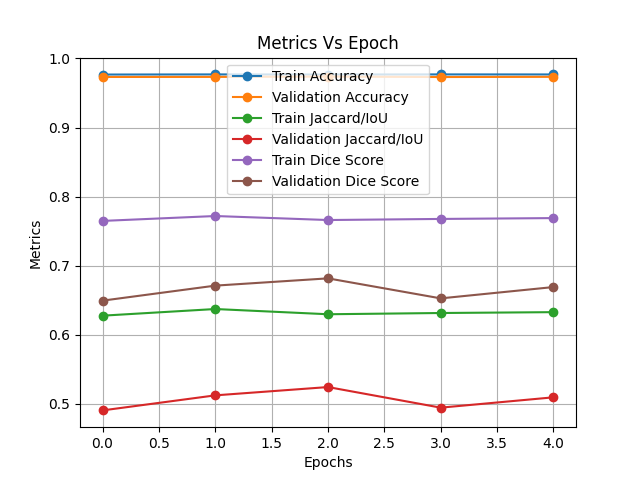 Metrics Vs Epoch
1.0
0.9
0.8
0.7
0.6
0.5
Metrics
Train Accuracy
Validation Accuracy
Train Jaccard/IoU
Validation Jaccard/IoU
Train Dice Score
Validation Dice Score
0.0 0.5 1.0 1.5 2.0 2.5 3.0 3.5 4.0
Epochs